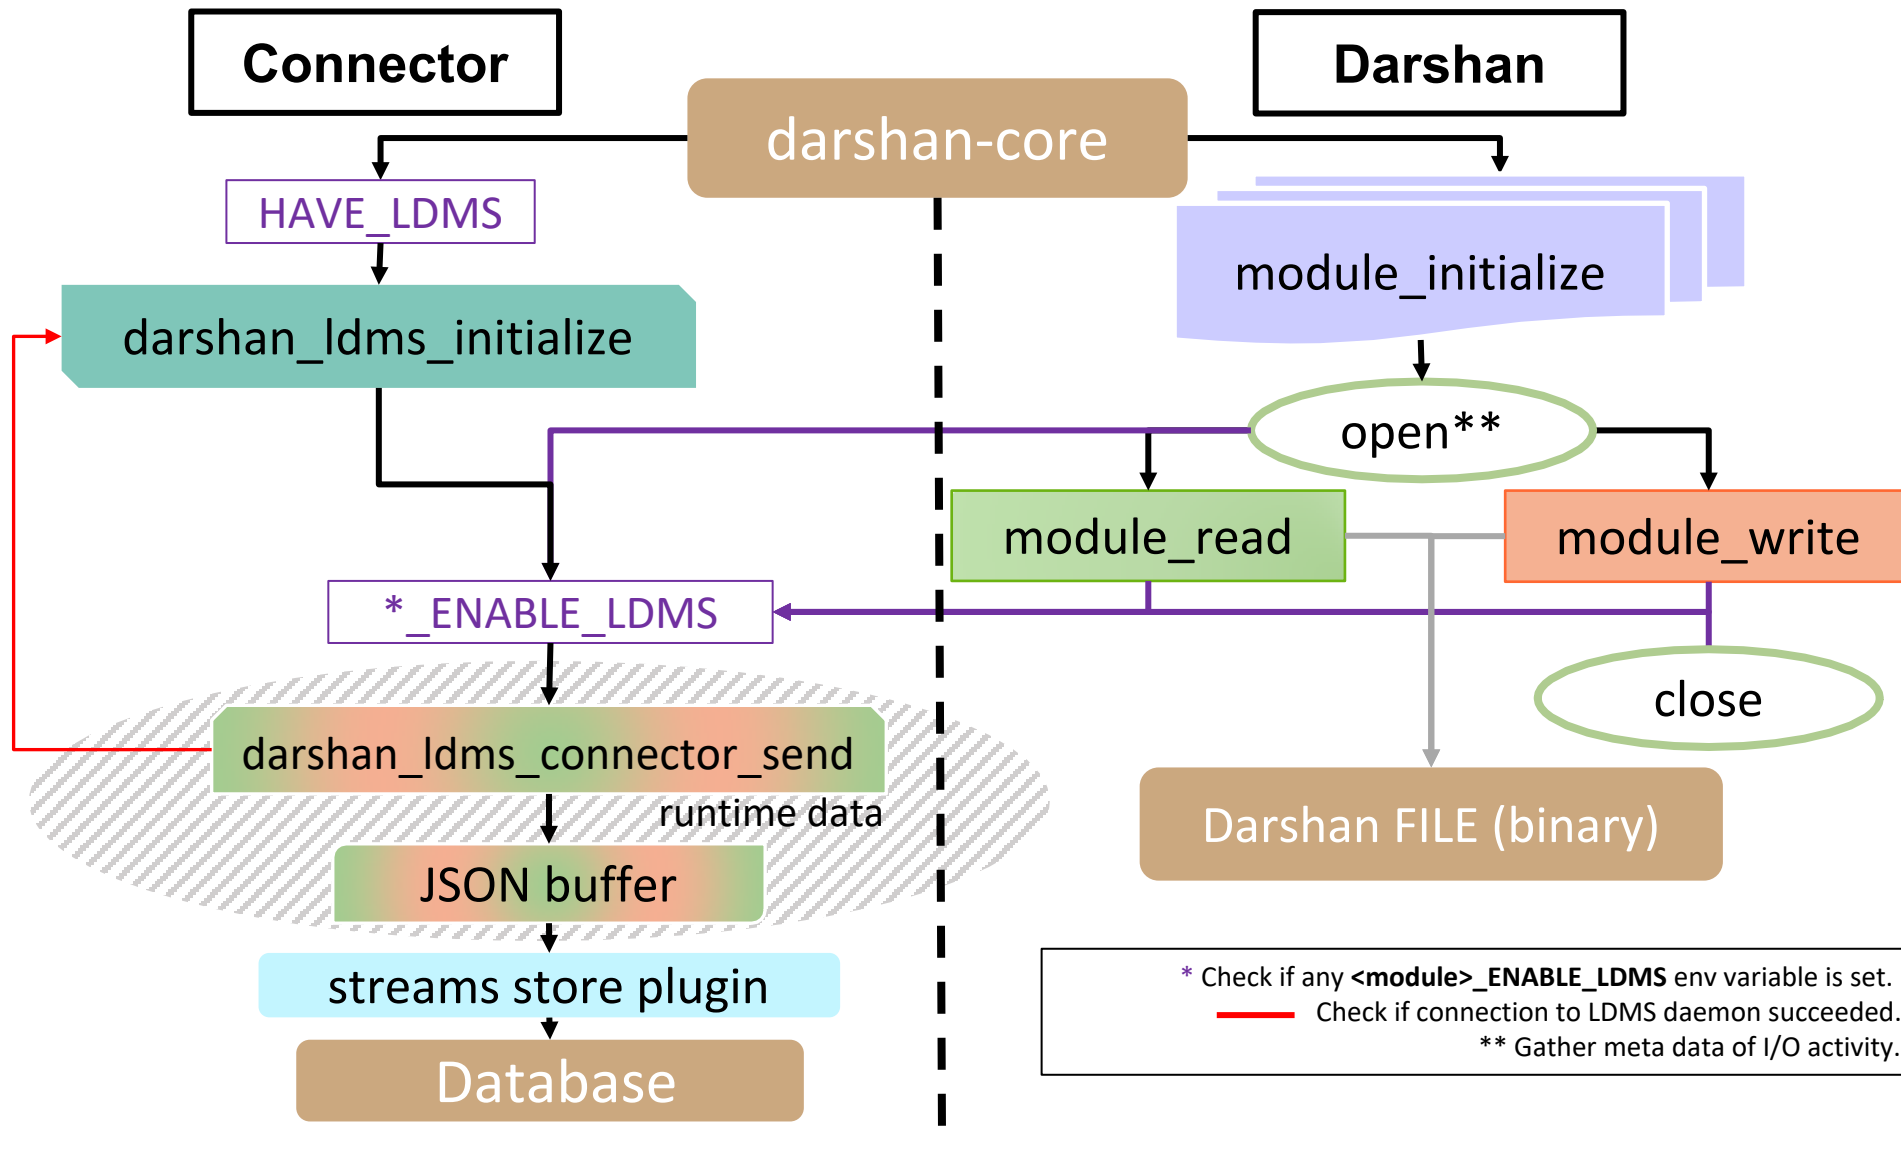 Connector
Darshan
darshan-core
HAVE_LDMS
module_initialize
darshan_ldms_initialize
open**
module_read
module_write
*_ENABLE_LDMS
close
darshan_ldms_connector_send
runtime data
Darshan FILE (binary)
JSON buffer
streams store plugin
Database
* Check if any <module>_ENABLE_LDMS env variable is set.
Check if connection to LDMS daemon succeeded.
** Gather meta data of I/O activity.